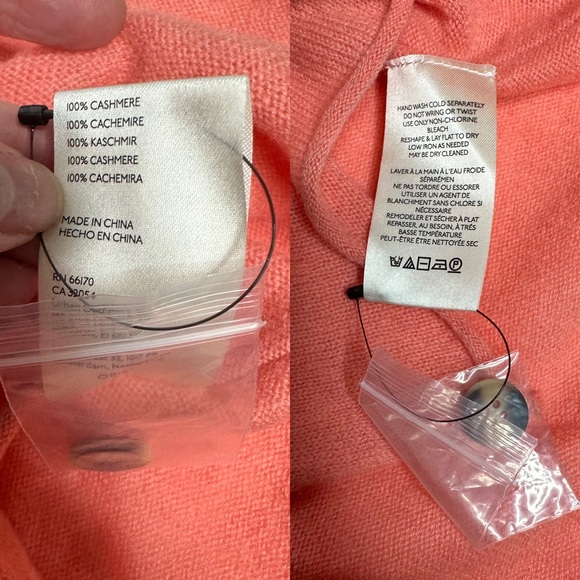 100% CASHMERE
100% CACHEMIRE
100% KASCHMIR
100% CASHMERE
100% CACHEMIRA
MADE IN CHINA
HECHO EN CHINA
RN 66170
CA 32054
HAND WASH COLD SEPARATELY
DO NOT WRING OR TWIST
USE ONLY NON-CHLORINE
BLEACH
RESHAPE & LAY FLAT TO DRY
LOW IRON AS NEEDED
MAY BE DRY CLEANED
LAVER À LA MAIN À L'EAU FROIDE
SÉPARÉMEN
NE PAS TORDRE OU ESSORER
UTILISER UN AGENT DE
BLANCHIMENT SANS CHLORE SI
NÉCESSAIRE
REMODELER ET SÉCHER À PLAT
REPASSER, AU BESOIN, À TRÉS
BASSE TEMPÉRATURE
PEUT-ÊTRE ÊTRE NETTOYÉE SEC